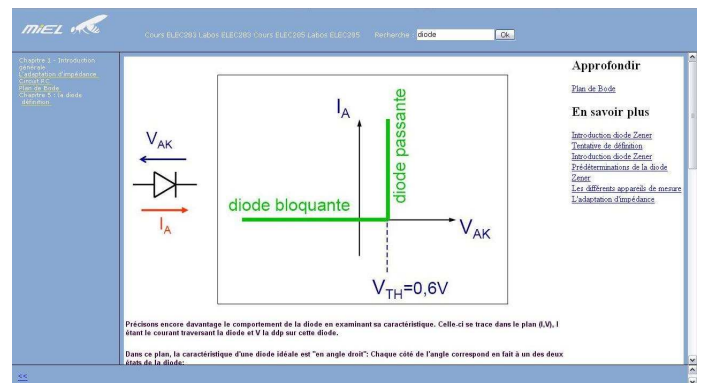 MiEL
Cours ELEC283 Labos ELEC283 Cours ELEC285 Labos ELEC285 Recherche : diode Ok
Chapitre 1 - Introduction
générale
L'adaptation d'impédance
Circuit RC
Plan de Bode
Chapitre 5 : la diode
définition
V_AK
I_A
I_A
diode passante
diode bloquante
V_AK
V_TH=0,6V
Précisons encore davantage le comportement de la diode en examinant sa caractéristique. Celle-ci se trace dans le plan (I,V), I
étant le courant traversant la diode et V la ddp sur cette diode.
Dans ce plan, la caractéristique d'une diode idéale est "en angle droit": Chaque côté de l'angle correspond en fait à un des deux
états de la diode:
Approfondir
Plan de Bode
En savoir plus
Introduction diode Zener
Tentative de définition
Introduction diode Zener
Prédéterminations de la diode
Zener
Les différents appareils de mesure
L'adaptation d'impédance
<<